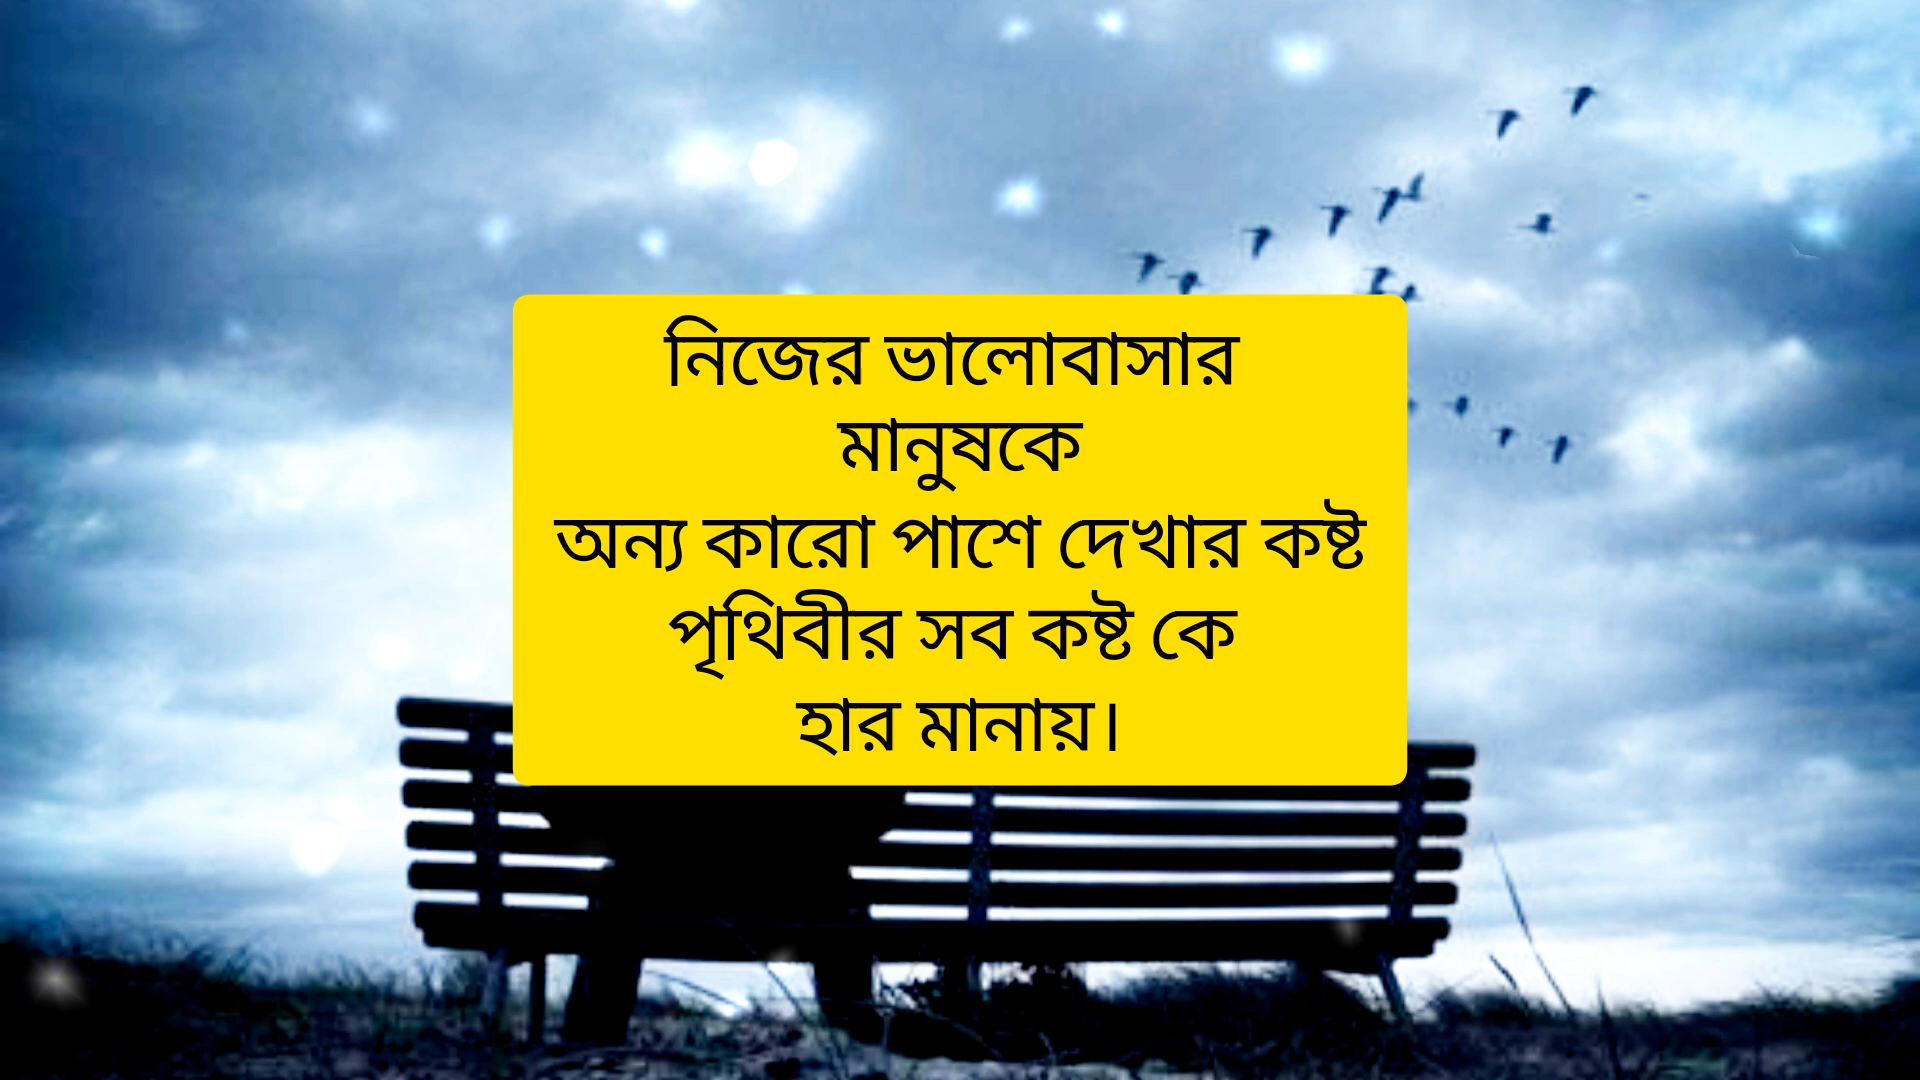 নিজের ভালোবাসার
মানুষকে
অন্য কারো পাশে দেখার কষ্ট
পৃথিবীর সব কষ্ট কে
হার মানায়।